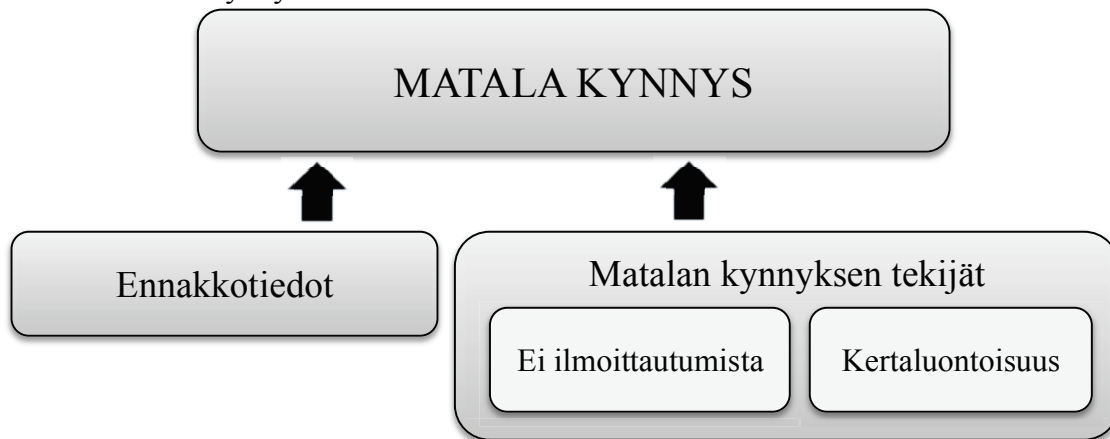 MATALA KYNNYS
Ennakkotiedot
Matalan kynnyksen tekijät
Ei ilmoittautumista
Kertaluontoisuus